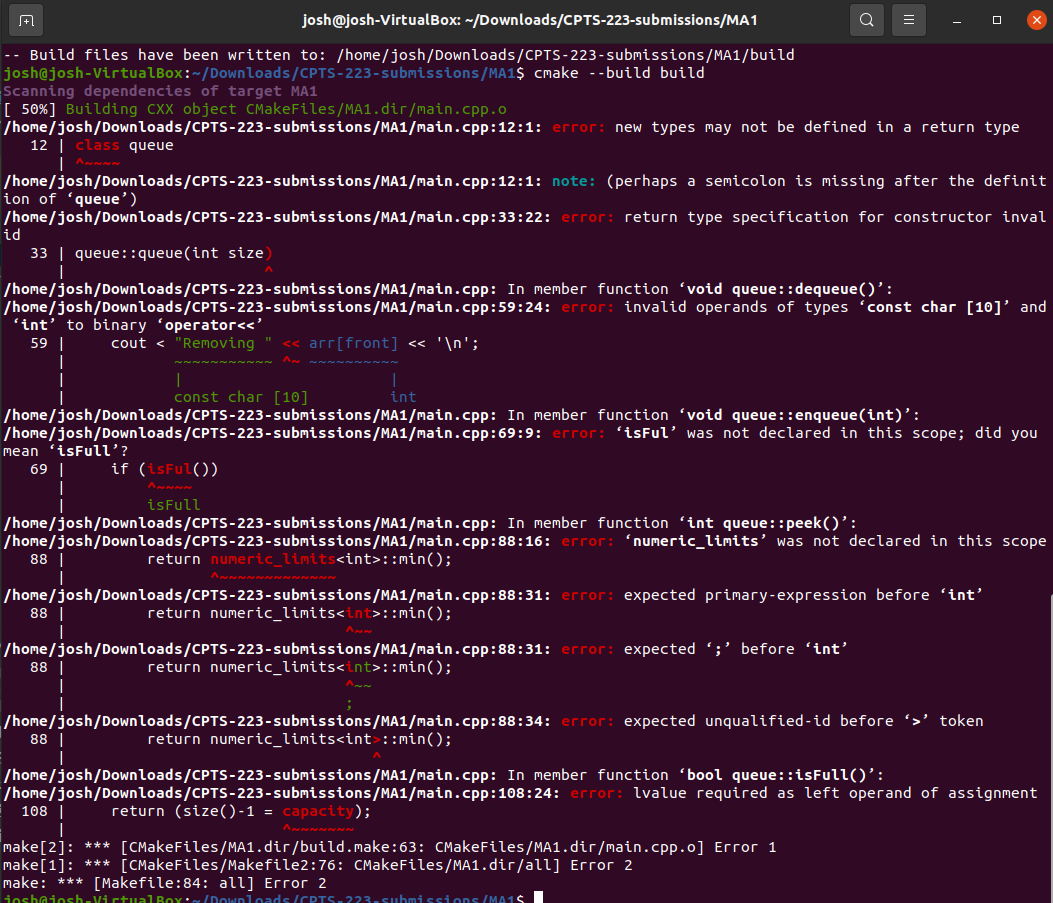 josh@josh-VirtualBox: ~/Downloads/CPTS-223-submissions/MA1
-- Build files have been written to: /home/josh/Downloads/CPTS-223-submissions/MA1/build
josh@josh-VirtualBox:~/Downloads/CPTS-223-submissions/MA1$ cmake --build build
Scanning dependencies of target MA1
[ 50%] Building CXX object CMakeFiles/MA1.dir/main.cpp.o
/home/josh/Downloads/CPTS-223-submissions/MA1/main.cpp:12:1: error: new types may not be defined in a return type
   12 | class queue
      | ^~~~~
/home/josh/Downloads/CPTS-223-submissions/MA1/main.cpp:12:1: note: (perhaps a semicolon is missing after the definit
ion of ‘queue’)
/home/josh/Downloads/CPTS-223-submissions/MA1/main.cpp:33:22: error: return type specification for constructor inval
id
   33 | queue::queue(int size)
      |                      ^
/home/josh/Downloads/CPTS-223-submissions/MA1/main.cpp: In member function ‘void queue::dequeue()’:
/home/josh/Downloads/CPTS-223-submissions/MA1/main.cpp:59:24: error: invalid operands of types ‘const char [10]’ and
 ‘int’ to binary ‘operator<<’
   59 |     cout < "Removing " << arr[front] << '\n';
      |            ~~~~~~~~~~~ ^~ ~~~~~~~~~~
      |            |                       |
      |            const char [10]         int
/home/josh/Downloads/CPTS-223-submissions/MA1/main.cpp: In member function ‘void queue::enqueue(int)’:
/home/josh/Downloads/CPTS-223-submissions/MA1/main.cpp:69:9: error: ‘isFul’ was not declared in this scope; did you 
mean ‘isFull’?
   69 |     if (isFul())
      |         ^~~~~
      |         isFull
/home/josh/Downloads/CPTS-223-submissions/MA1/main.cpp: In member function ‘int queue::peek()’:
/home/josh/Downloads/CPTS-223-submissions/MA1/main.cpp:88:16: error: ‘numeric_limits’ was not declared in this scope
   88 |         return numeric_limits<int>::min();
      |                ^~~~~~~~~~~~~~
/home/josh/Downloads/CPTS-223-submissions/MA1/main.cpp:88:31: error: expected primary-expression before ‘int’
   88 |         return numeric_limits<int>::min();
      |                               ^~~
/home/josh/Downloads/CPTS-223-submissions/MA1/main.cpp:88:31: error: expected ‘;’ before ‘int’
   88 |         return numeric_limits<int>::min();
      |                               ^~~
      |                               ;
/home/josh/Downloads/CPTS-223-submissions/MA1/main.cpp:88:34: error: expected unqualified-id before ‘>’ token
   88 |         return numeric_limits<int>::min();
      |                                  ^
/home/josh/Downloads/CPTS-223-submissions/MA1/main.cpp: In member function ‘bool queue::isFull()’:
/home/josh/Downloads/CPTS-223-submissions/MA1/main.cpp:108:24: error: lvalue required as left operand of assignment
  108 |     return (size()-1 = capacity);
      |                        ^~~~~~~~
make[2]: *** [CMakeFiles/MA1.dir/build.make:63: CMakeFiles/MA1.dir/main.cpp.o] Error 1
make[1]: *** [CMakeFiles/Makefile2:76: CMakeFiles/MA1.dir/all] Error 2
make: *** [Makefile:84: all] Error 2
josh@josh-VirtualBox:~/Downloads/CPTS-223-submissions/MA1$